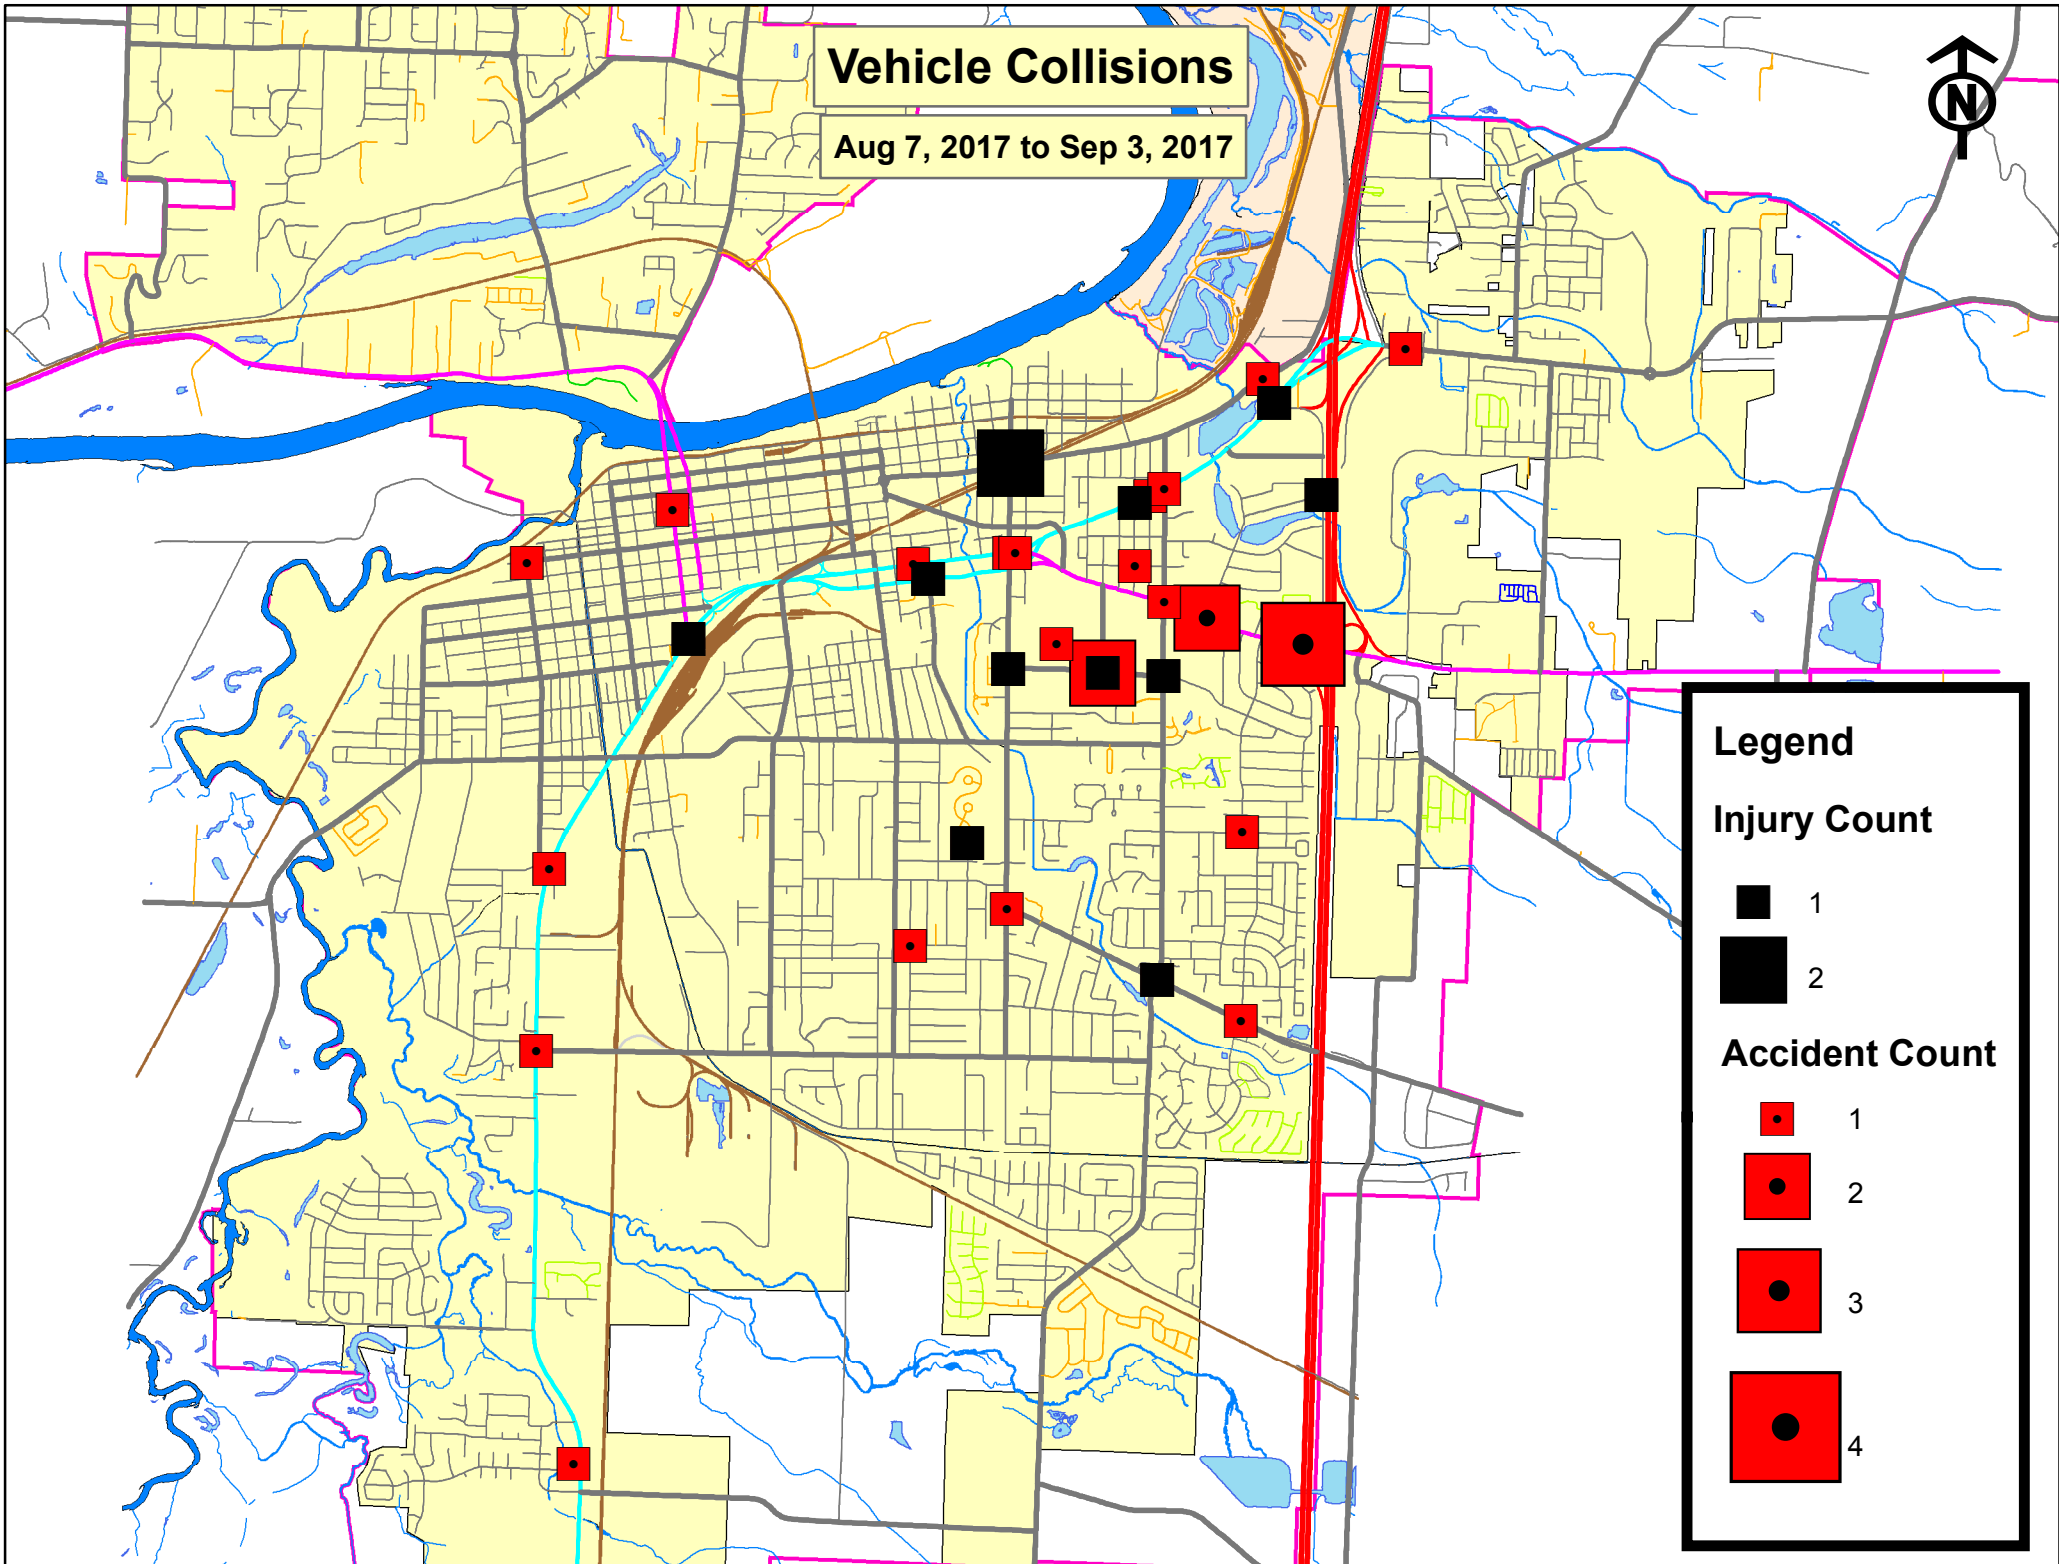 Vehicle Collisions
Aug 7, 2017 to Sep 3, 2017
N
Legend
Injury Count
1
2
Accident Count
1
2
3
4